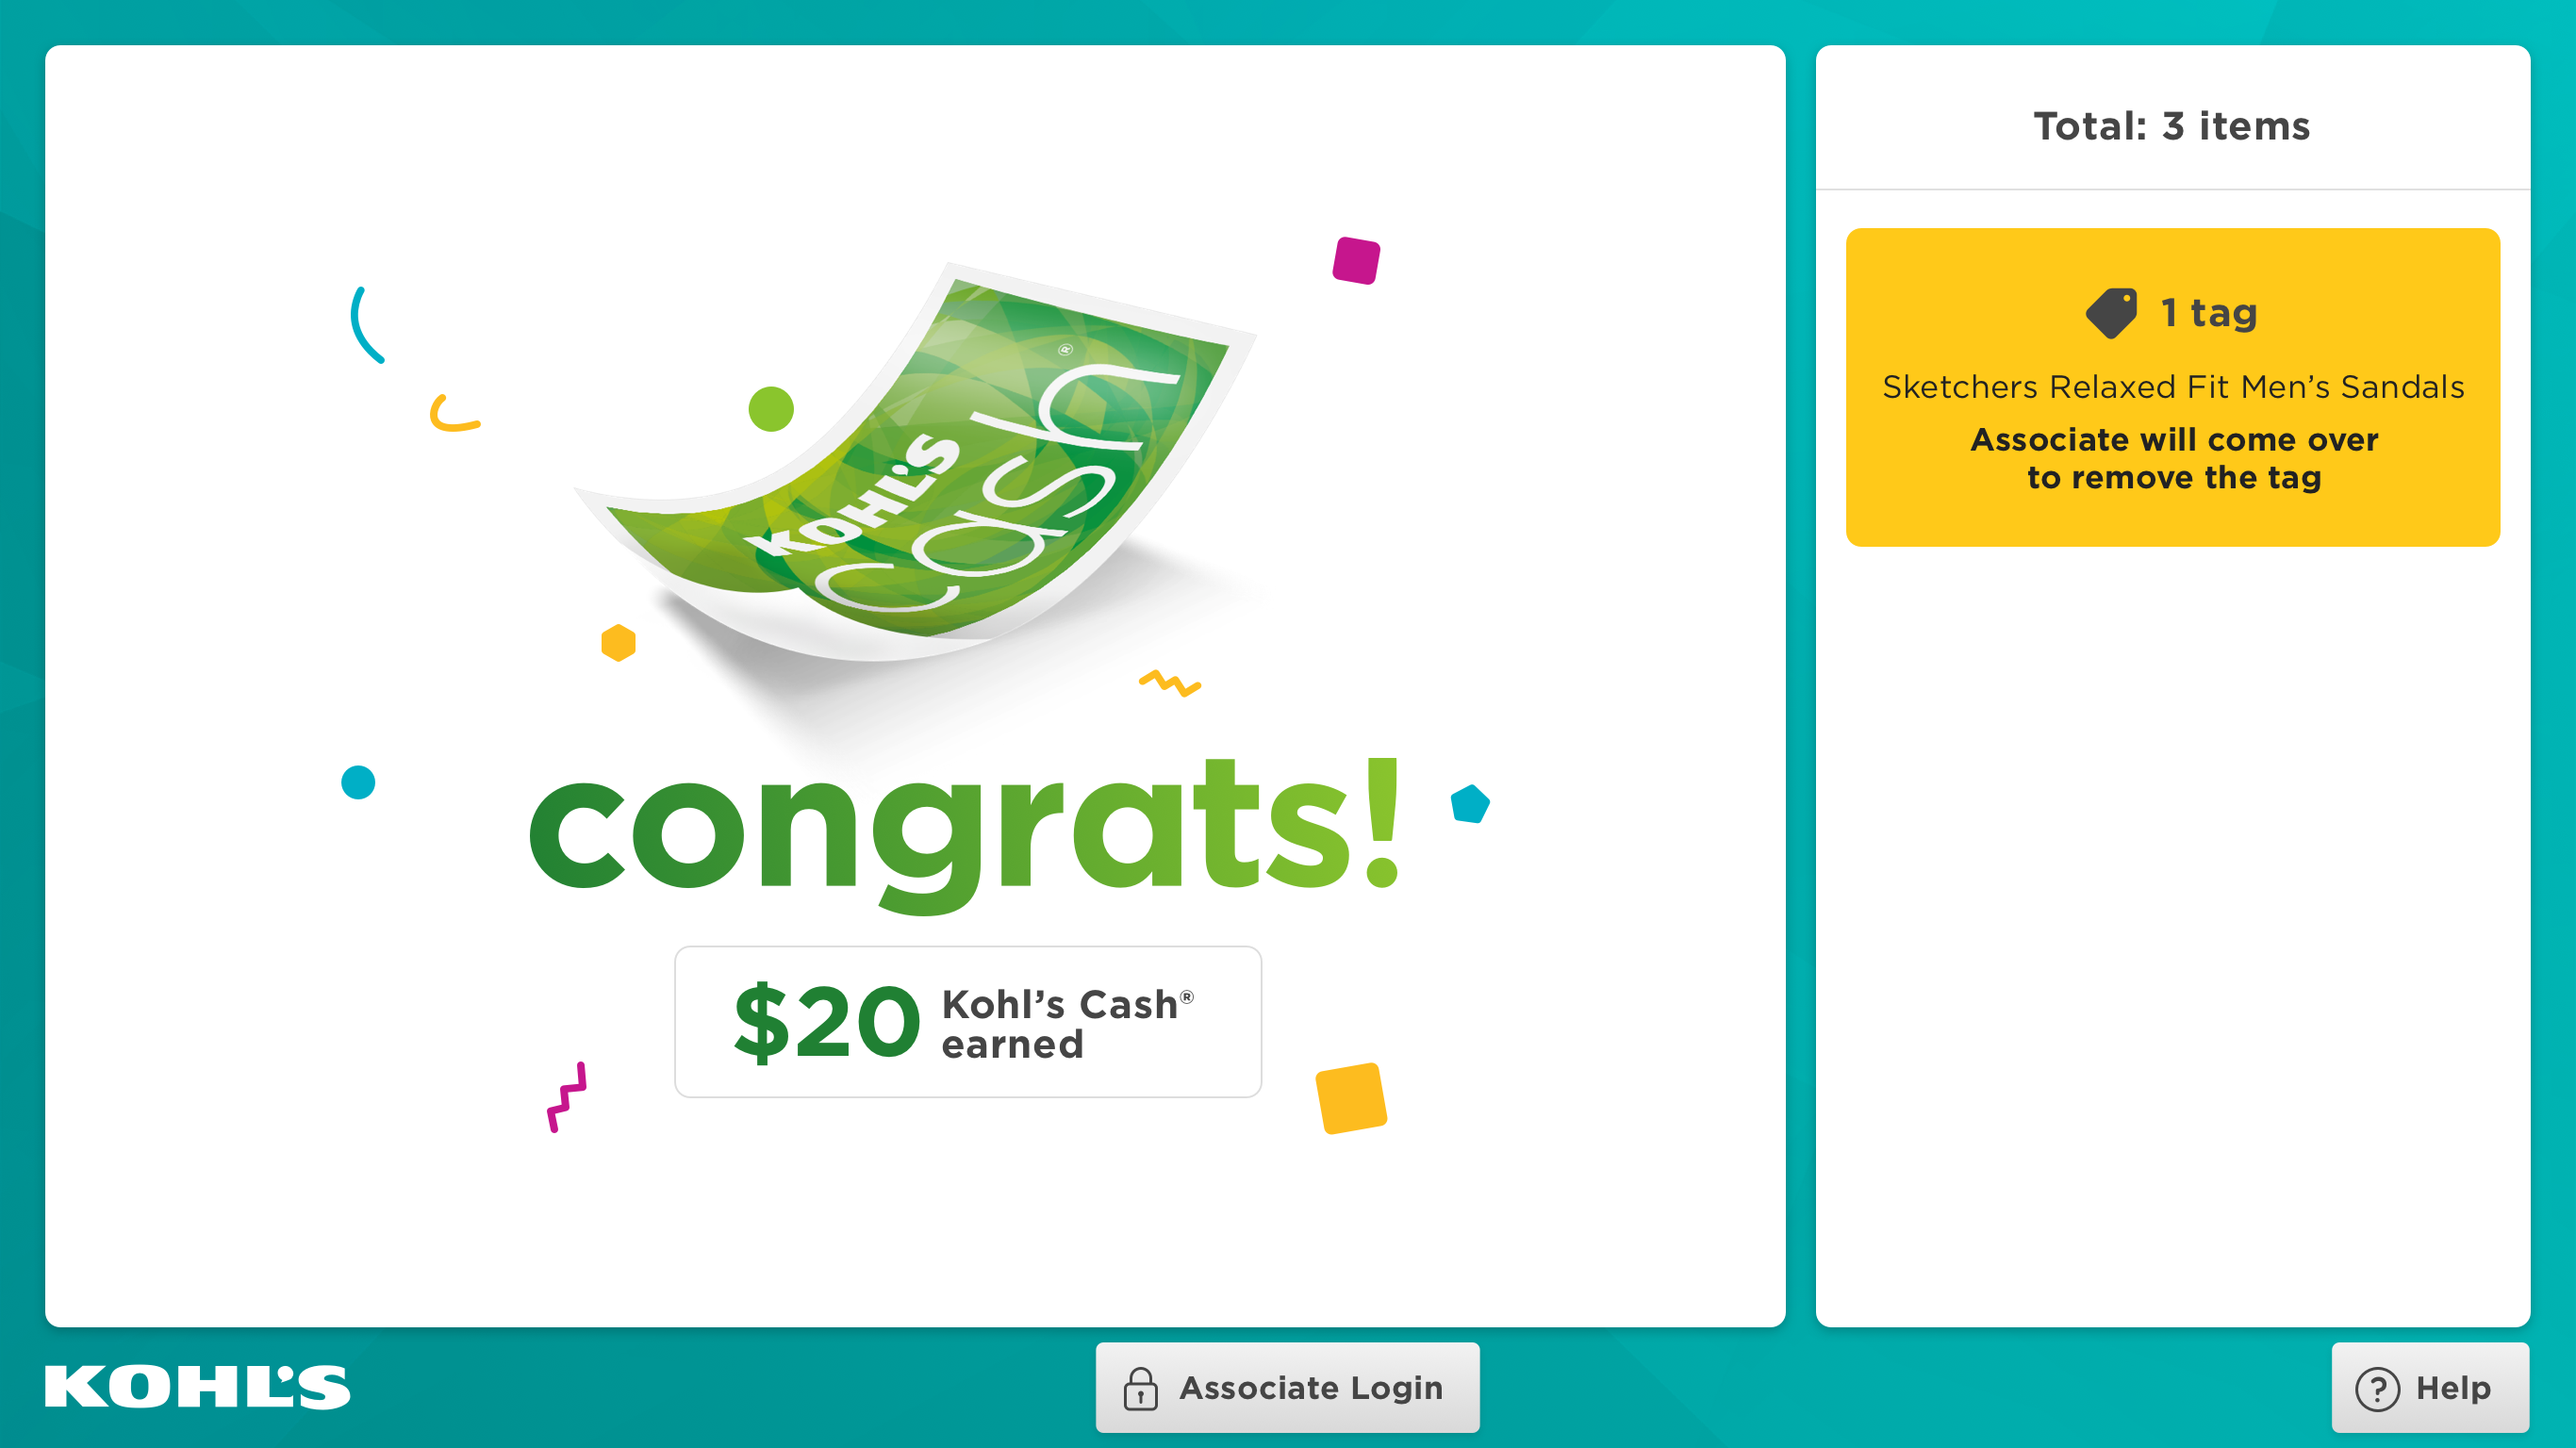 KOHL'S
cash®
congrats!
$20 Kohl's Cash®
earned
Total: 3 items
1 tag
Sketchers Relaxed Fit Men's Sandals
Associate will come over
to remove the tag
KOHL'S
Associate Login
? Help